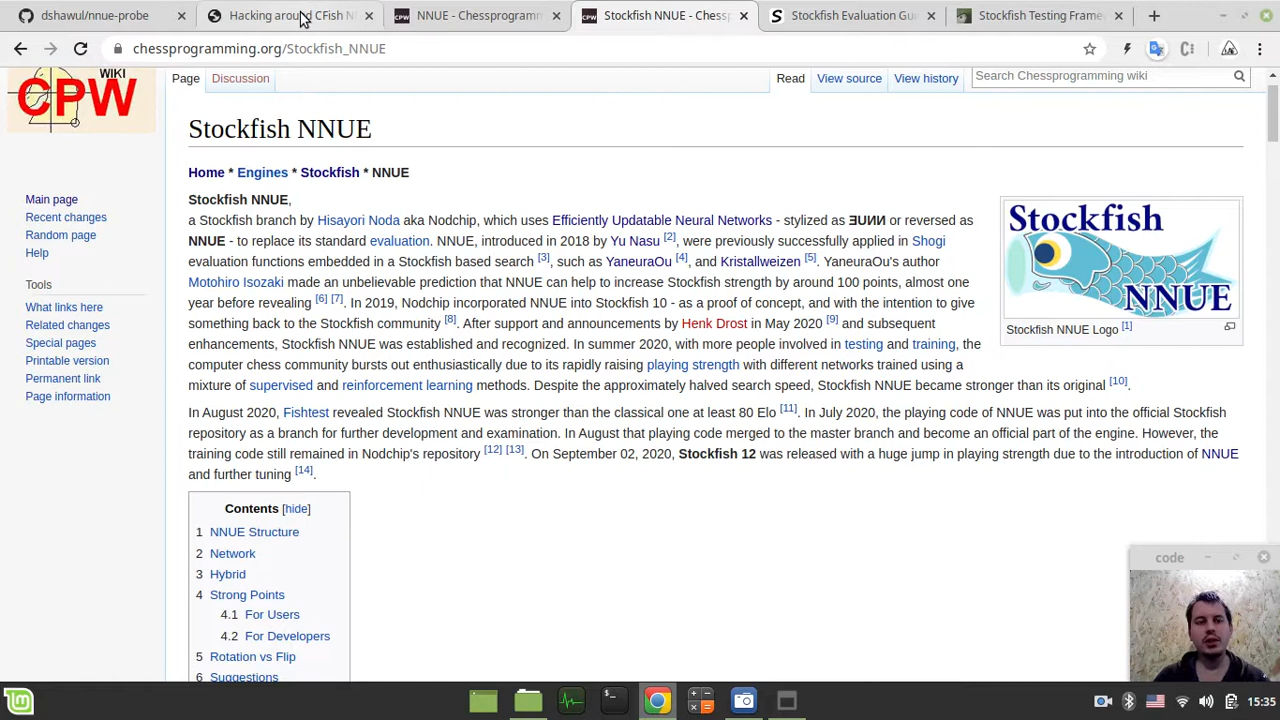 dshawul/nnue-probe
Hacking around CFish N
NNUE - Chessprogramm
Stockfish NNUE - Chessp
Stockfish Evaluation Gui
Stockfish Testing Frame
chessprogramming.org/Stockfish_NNUE
WIKI
CPW
Page
Discussion
Read
View source
View history
Search Chessprogramming wiki
Stockfish NNUE
Home * Engines * Stockfish * NNUE
Main page
Recent changes
Random page
Help
Tools
What links here
Related changes
Special pages
Printable version
Permanent link
Page information
Stockfish NNUE,
a Stockfish branch by Hisayori Noda aka Nodchip, which uses Efficiently Updatable Neural Networks - stylized as ƎUИИ or reversed as
NNUE - to replace its standard evaluation. NNUE, introduced in 2018 by Yu Nasu [2], were previously successfully applied in Shogi
evaluation functions embedded in a Stockfish based search [3], such as YaneuraOu [4], and Kristallweizen [5]. YaneuraOu's author
Motohiro Isozaki made an unbelievable prediction that NNUE can help to increase Stockfish strength by around 100 points, almost one
year before revealing [6] [7]. In 2019, Nodchip incorporated NNUE into Stockfish 10 - as a proof of concept, and with the intention to give
something back to the Stockfish community [8]. After support and announcements by Henk Drost in May 2020 [9] and subsequent
enhancements, Stockfish NNUE was established and recognized. In summer 2020, with more people involved in testing and training, the
computer chess community bursts out enthusiastically due to its rapidly raising playing strength with different networks trained using a
mixture of supervised and reinforcement learning methods. Despite the approximately halved search speed, Stockfish NNUE became stronger than its original [10].
In August 2020, Fishtest revealed Stockfish NNUE was stronger than the classical one at least 80 Elo [11]. In July 2020, the playing code of NNUE was put into the official Stockfish
repository as a branch for further development and examination. In August that playing code merged to the master branch and become an official part of the engine. However, the
training code still remained in Nodchip's repository [12] [13]. On September 02, 2020, Stockfish 12 was released with a huge jump in playing strength due to the introduction of NNUE
and further tuning [14].
Stockfish
NNUE
Stockfish NNUE Logo [1]
Contents [hide]
1 NNUE Structure
2 Network
3 Hybrid
4 Strong Points
4.1 For Users
4.2 For Developers
5 Rotation vs Flip
6 Suggestions
code
15:35